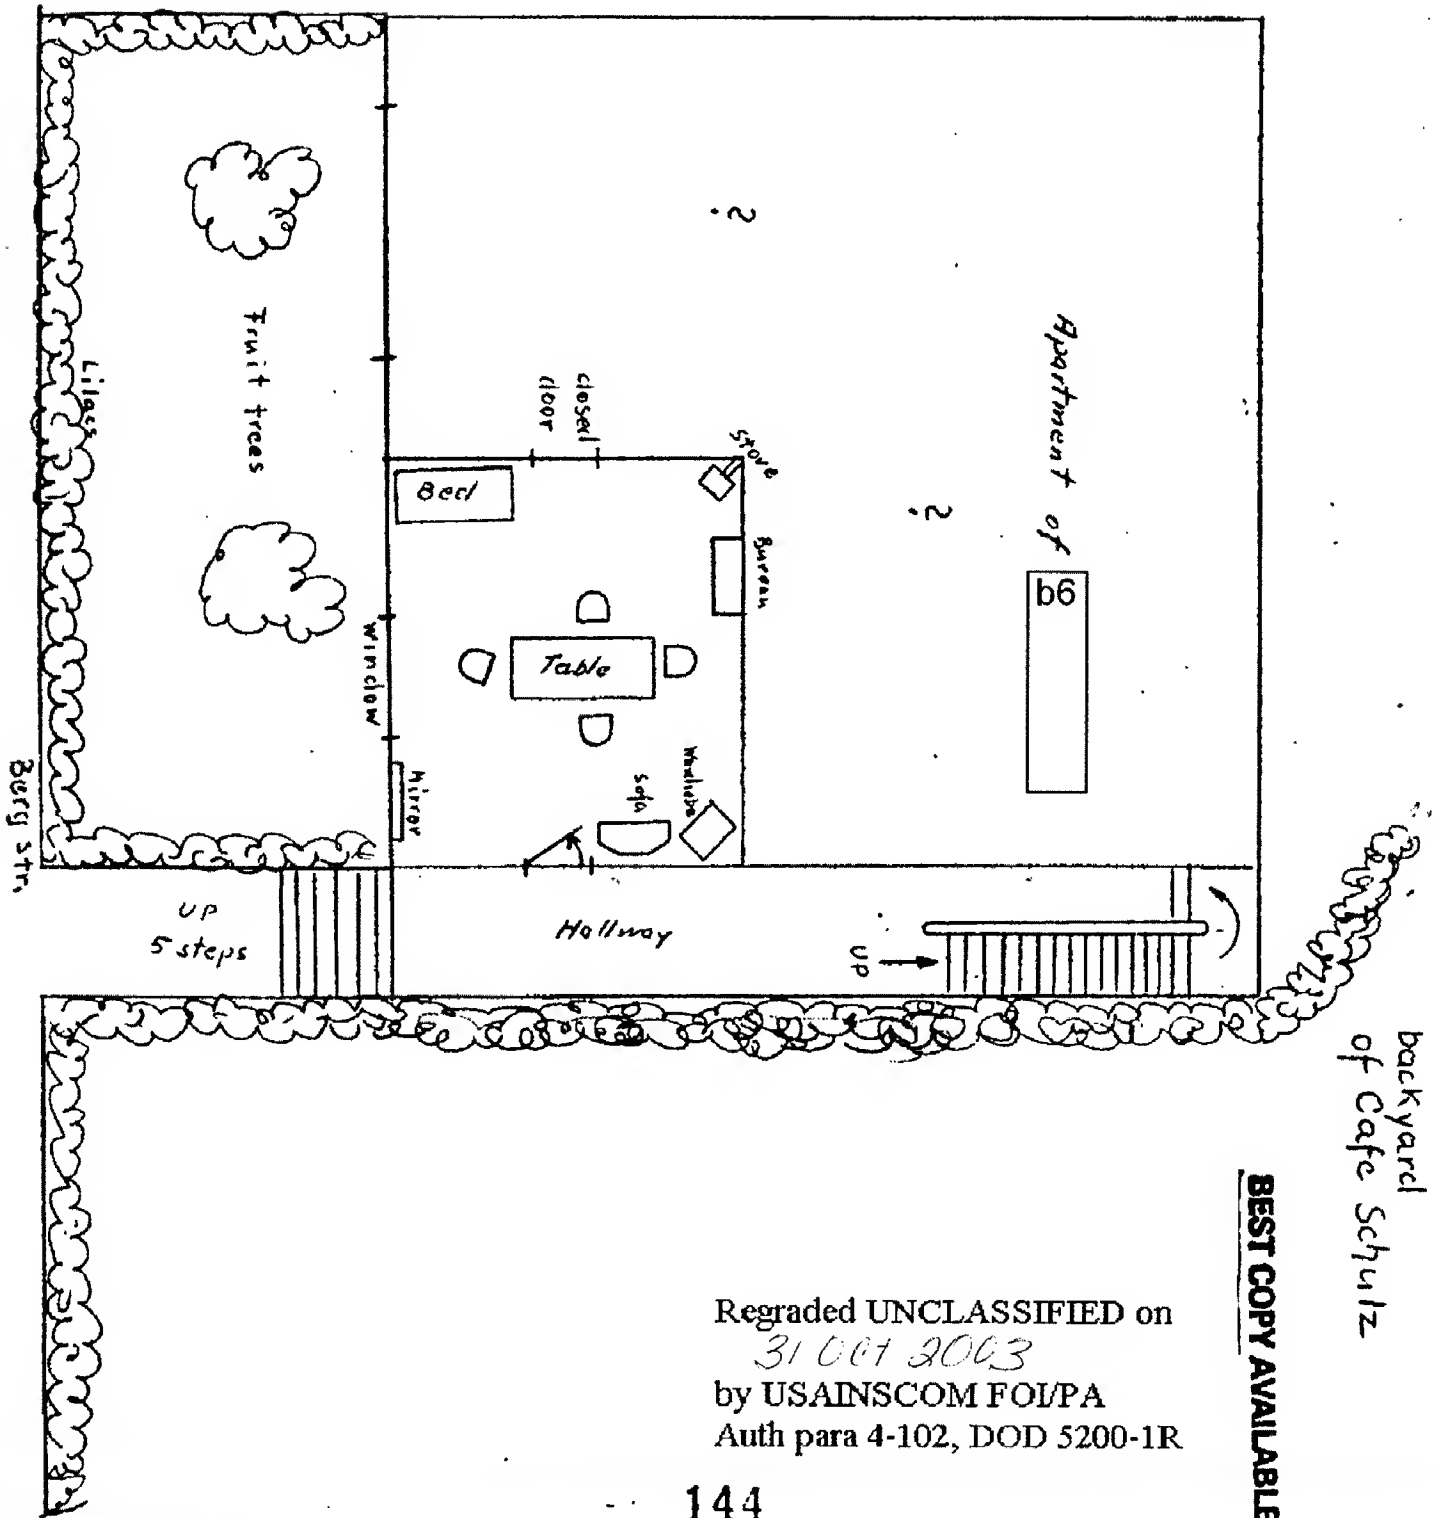 ?
Apartment of
b6
?
Fruit trees
Lilacs
closed
door
Stove
Bed
Bureau
Table
Window
Mirror
Sofa
Wardrobe
Berg str.
UP
5 steps
Hallway
UP
backyard
of Cafe Schulz
BEST COPY AVAILABLE
Regraded UNCLASSIFIED on
31 OCT 2003
by USAINSCOM FOI/PA
Auth para 4-102, DOD 5200-1R
144